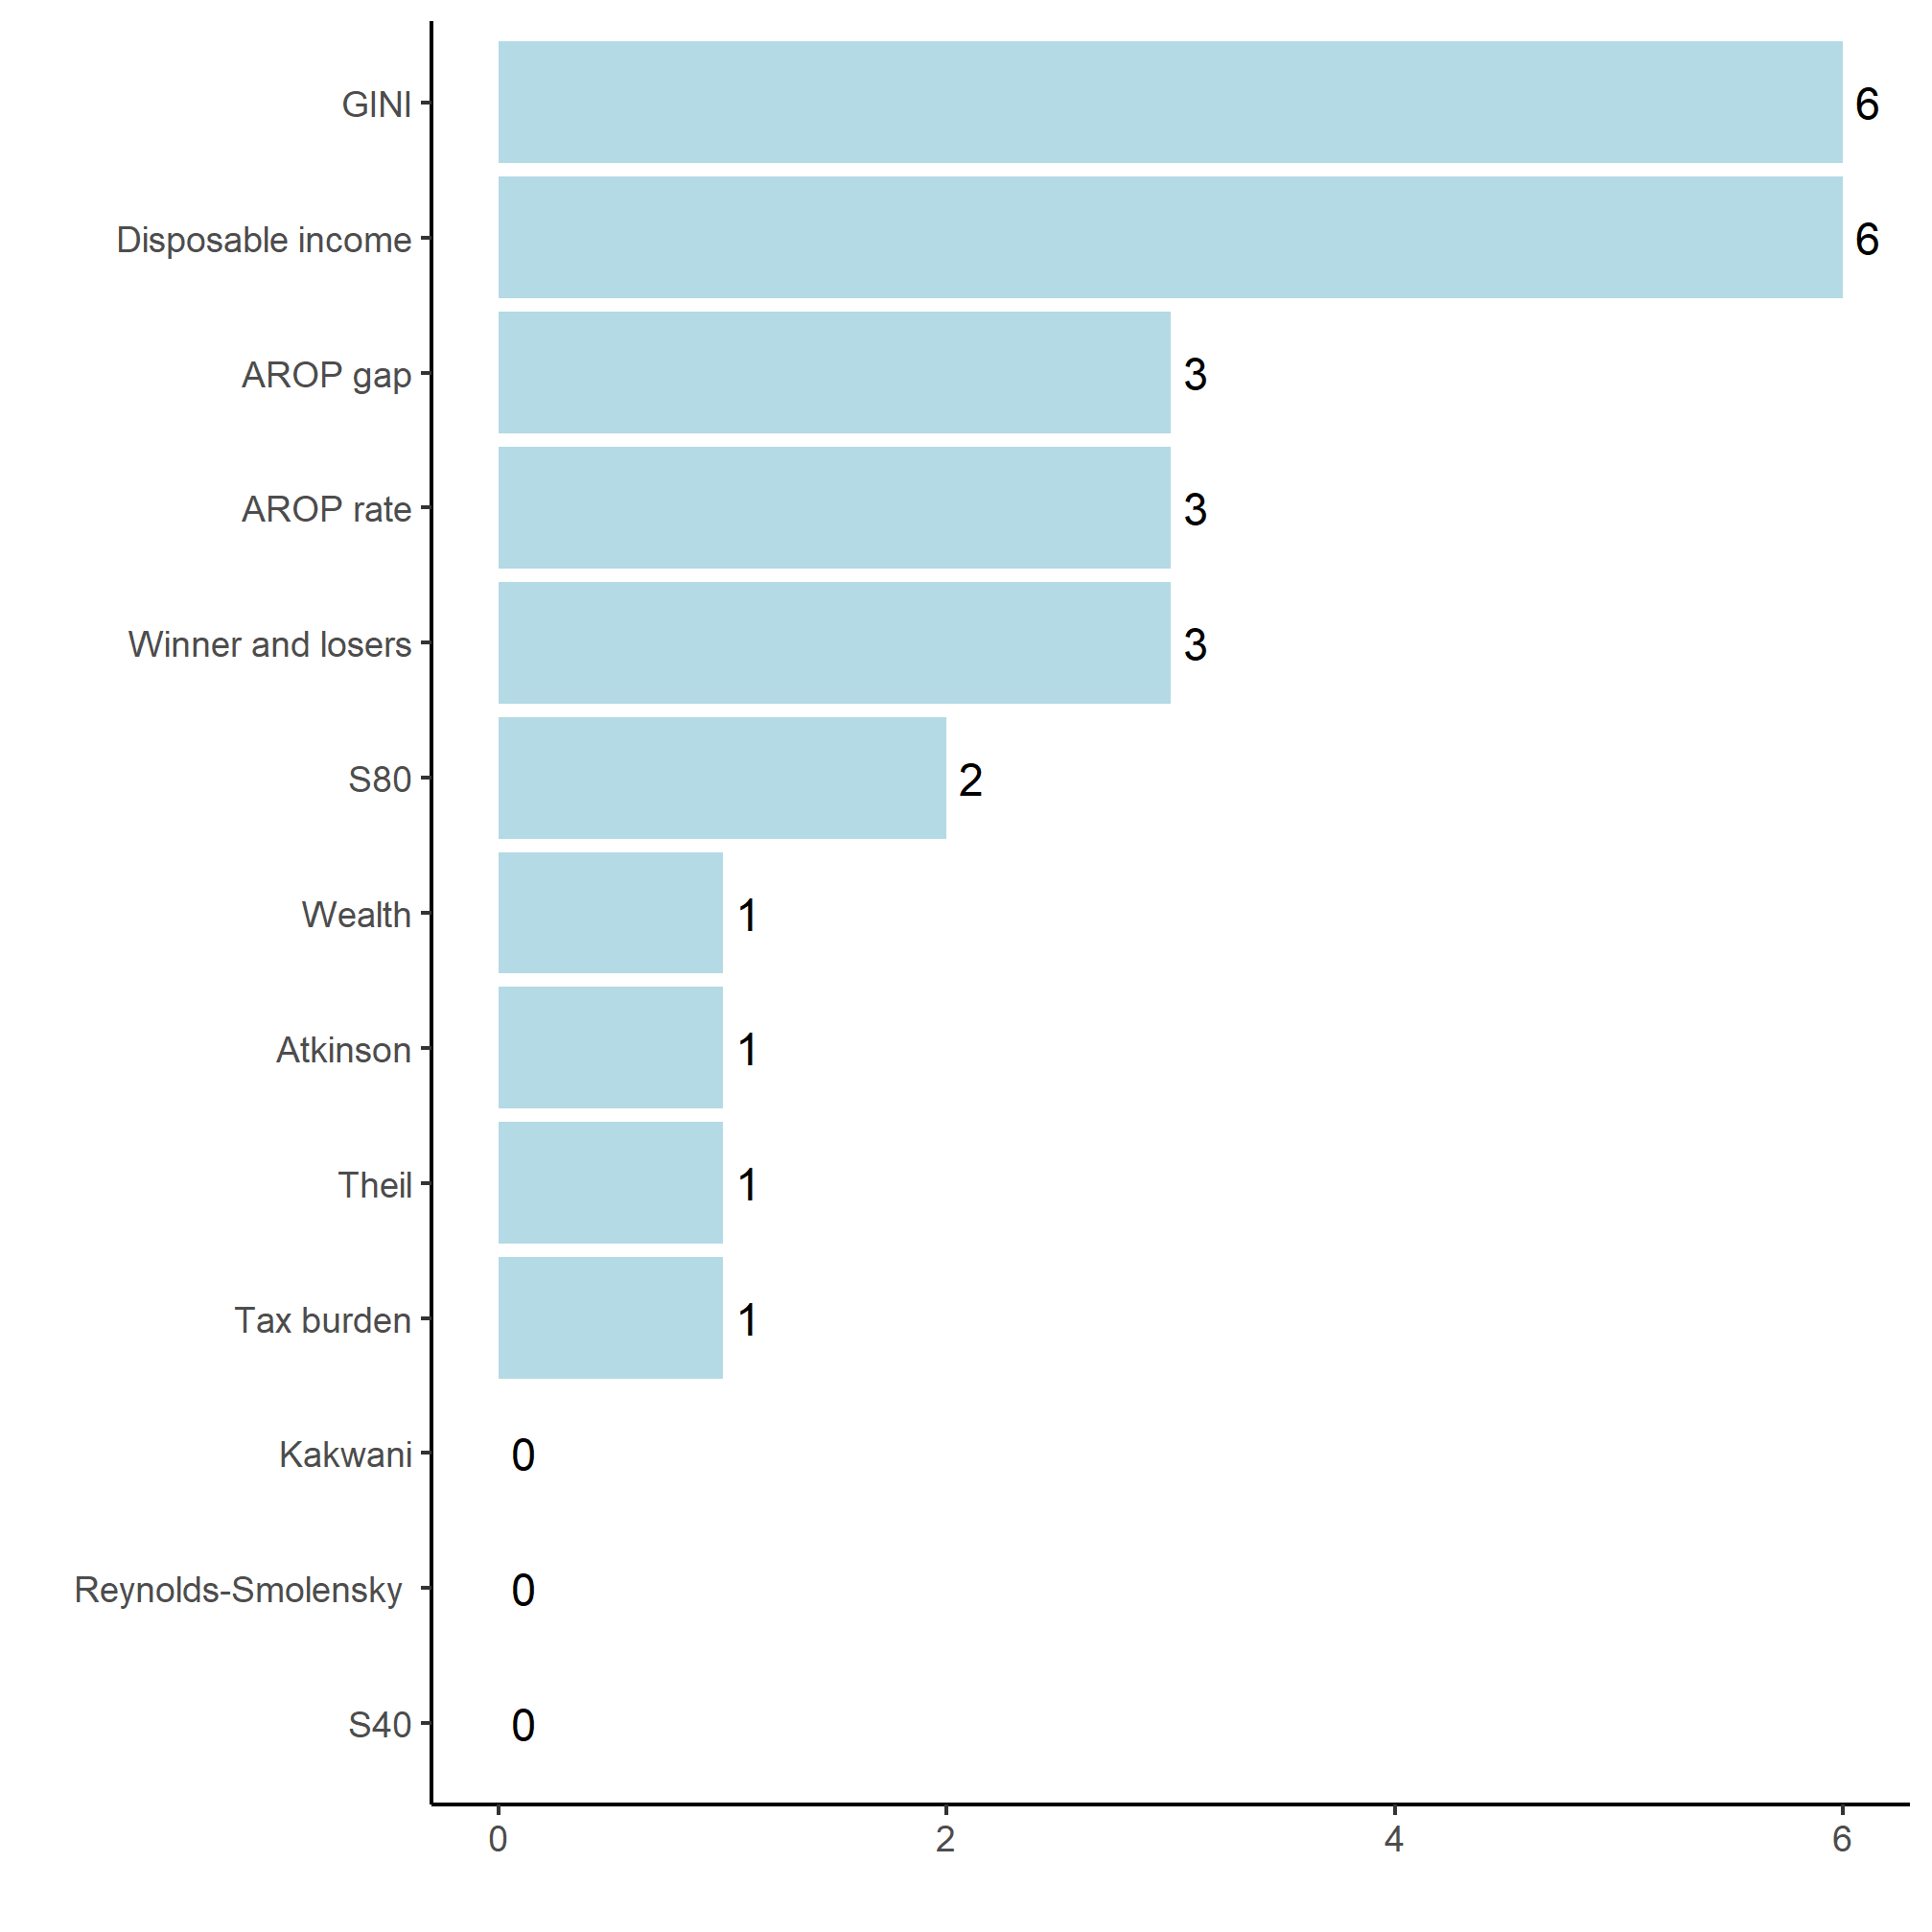 GINI 6
Disposable income 6
AROP gap 3
AROP rate 3
Winner and losers 3
S80 2
Wealth 1
Atkinson 1
Theil 1
Tax burden 1
Kakwani 0
Reynolds-Smolensky 0
S40 0
0 2 4 6